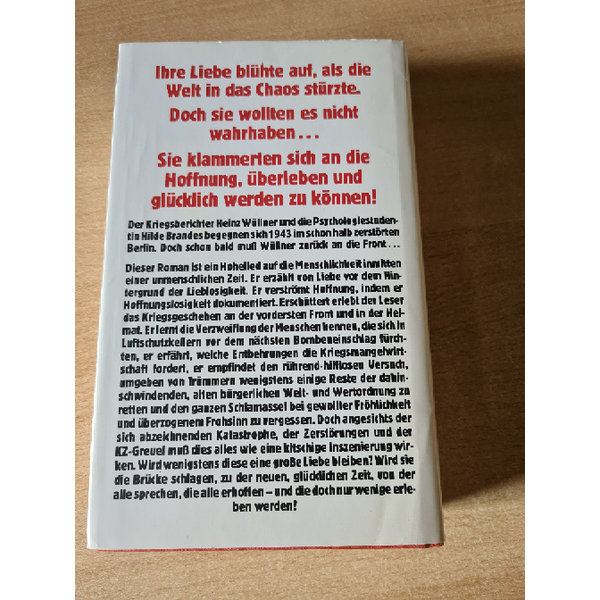 Ihre Liebe blühte auf, als die
Welt in das Chaos stürzte.
Doch sie wollten es nicht
wahrhaben...
Sie klammerten sich an die
Hoffnung, überleben und
glücklich werden zu können!
Der Kriegsberichter Heinz Wüllner und die Psychologiestuden-
tin Hilde Brandes begegnen sich 1943 im schon halb zerstörten
Berlin. Doch schon bald muß Wüllner zurück an die Front...
Dieser Roman ist ein Hohelied auf die Menschlichkeit inmitten
einer unmenschlichen Zeit. Er erzählt von Liebe vor dem Hin-
tergrund der Lieblosigkeit. Er verströmt Hoffnung, indem er
Hoffnungslosigkeit dokumentiert. Erschüttert erlebt der Leser
das Kriegsgeschehen an der vordersten Front und in der Hei-
mat. Er lernt die Verzweiflung der Menschen kennen, die sich in
Luftschutzkellern vor dem nächsten Bombeneinschlag fürch-
ten, er erfährt, welche Entbehrungen die Kriegsmangelwirt-
schaft fordert, er empfindet den rührend-hilflosen Versuch,
umgeben von Trümmern wenigstens einige Reste der dahin-
schwindenden, alten bürgerlichen Welt- und Wertordnung zu
retten und den ganzen Schlamassel bei gewollter Fröhlichkeit
und überzogenem Frohsinn zu vergessen. Doch angesichts der
sich abzeichnenden Katastrophe, der Zerstörungen und der
KZ-Greuel muß dies alles wie eine kitschige Inszenierung wir-
ken. Wird wenigstens diese eine große Liebe bleiben? Wird sie
die Brücke schlagen, zu der neuen, glücklichen Zeit, von der
alle sprechen, die alle erhoffen – und die doch nur wenige erle-
ben werden!